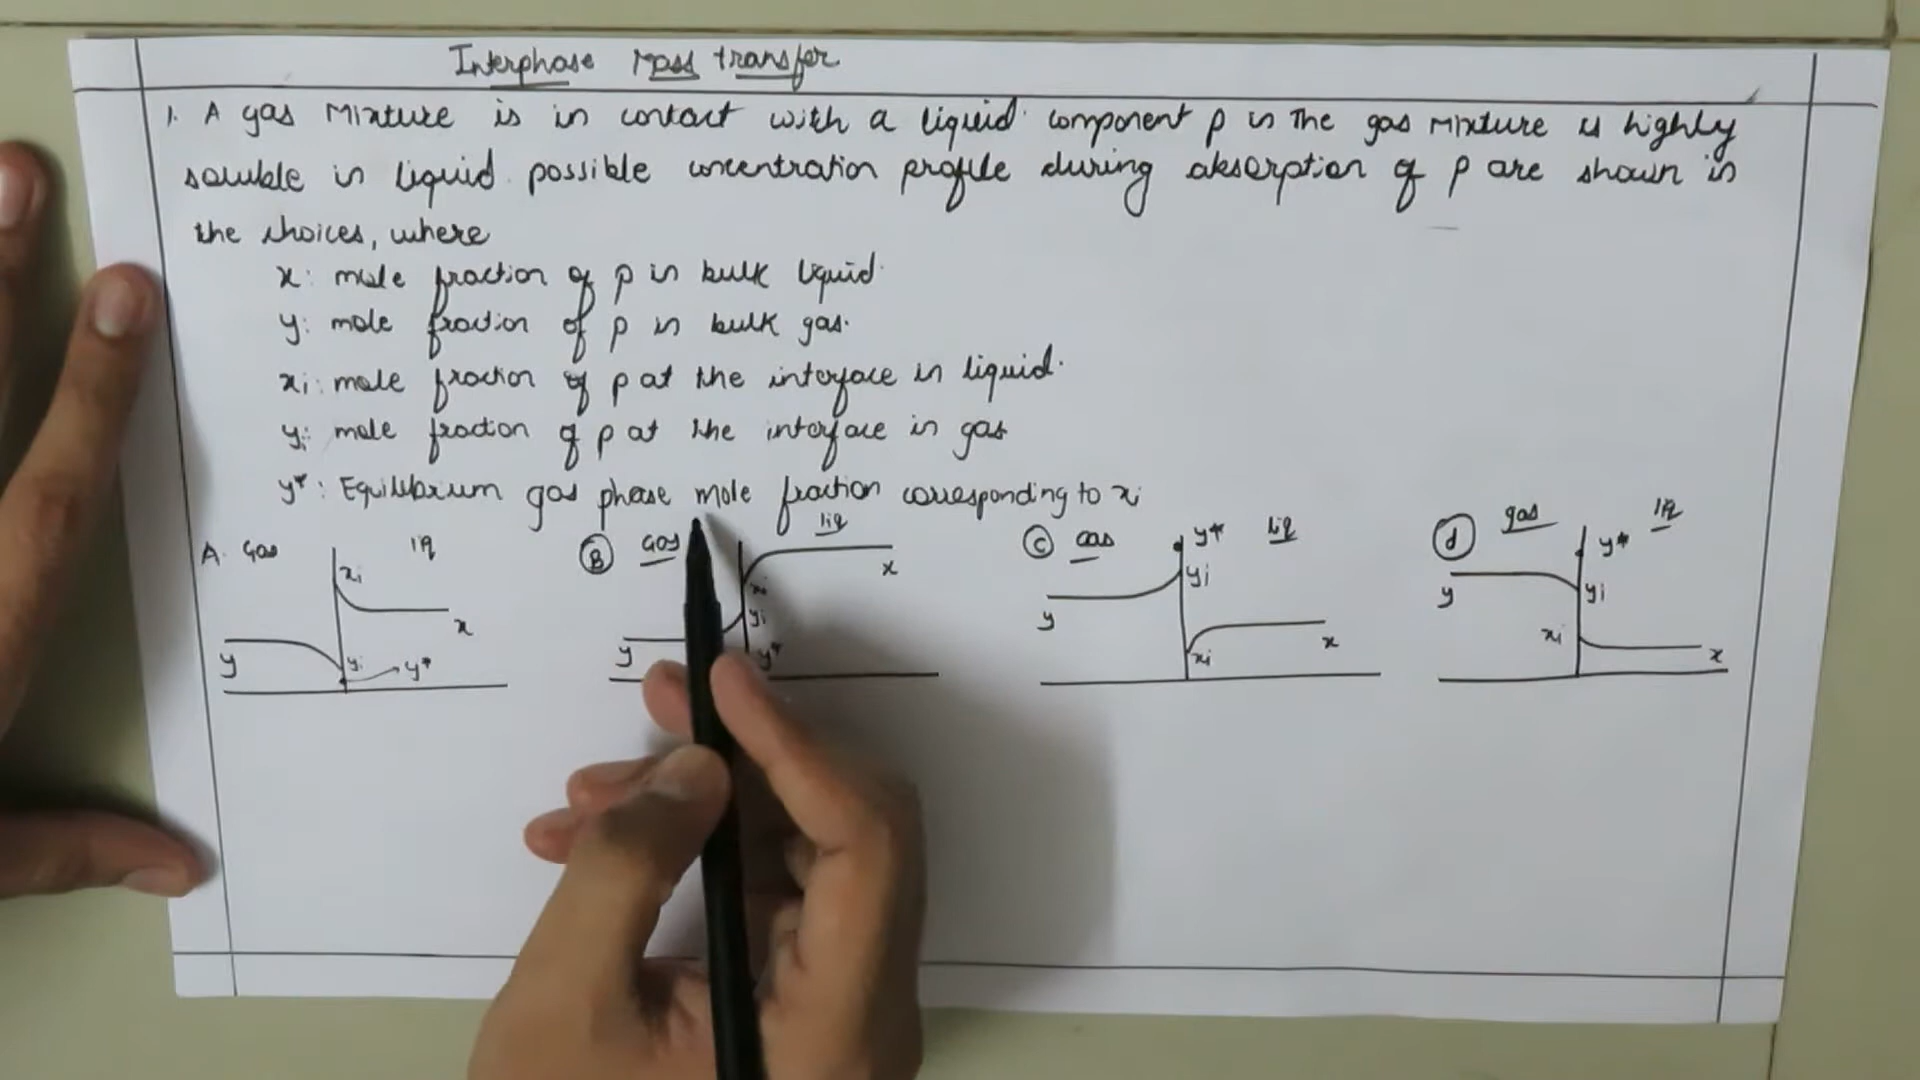 Interphase Mass transfer
1. A gas Mixture is in contact with a liquid. component p in The gas Mixture is highly
soluble in liquid. possible concentration profile during absorption of p are shown in
the choices, where
x: mole fraction of p in bulk liquid.
y: mole fraction of p in bulk gas.
xi: mole fraction of p at the interface in liquid.
yi: mole fraction of p at the interface in gas
y*: Equilibrium gas phase mole fraction corresponding to xi
A. Gas liq
xi
x
y
yi
y*
B Gas liq
x
xi
yi
y
y*
C Gas y* liq
yi
y
x
xi
d gas liq
y*
y
yi
xi
x